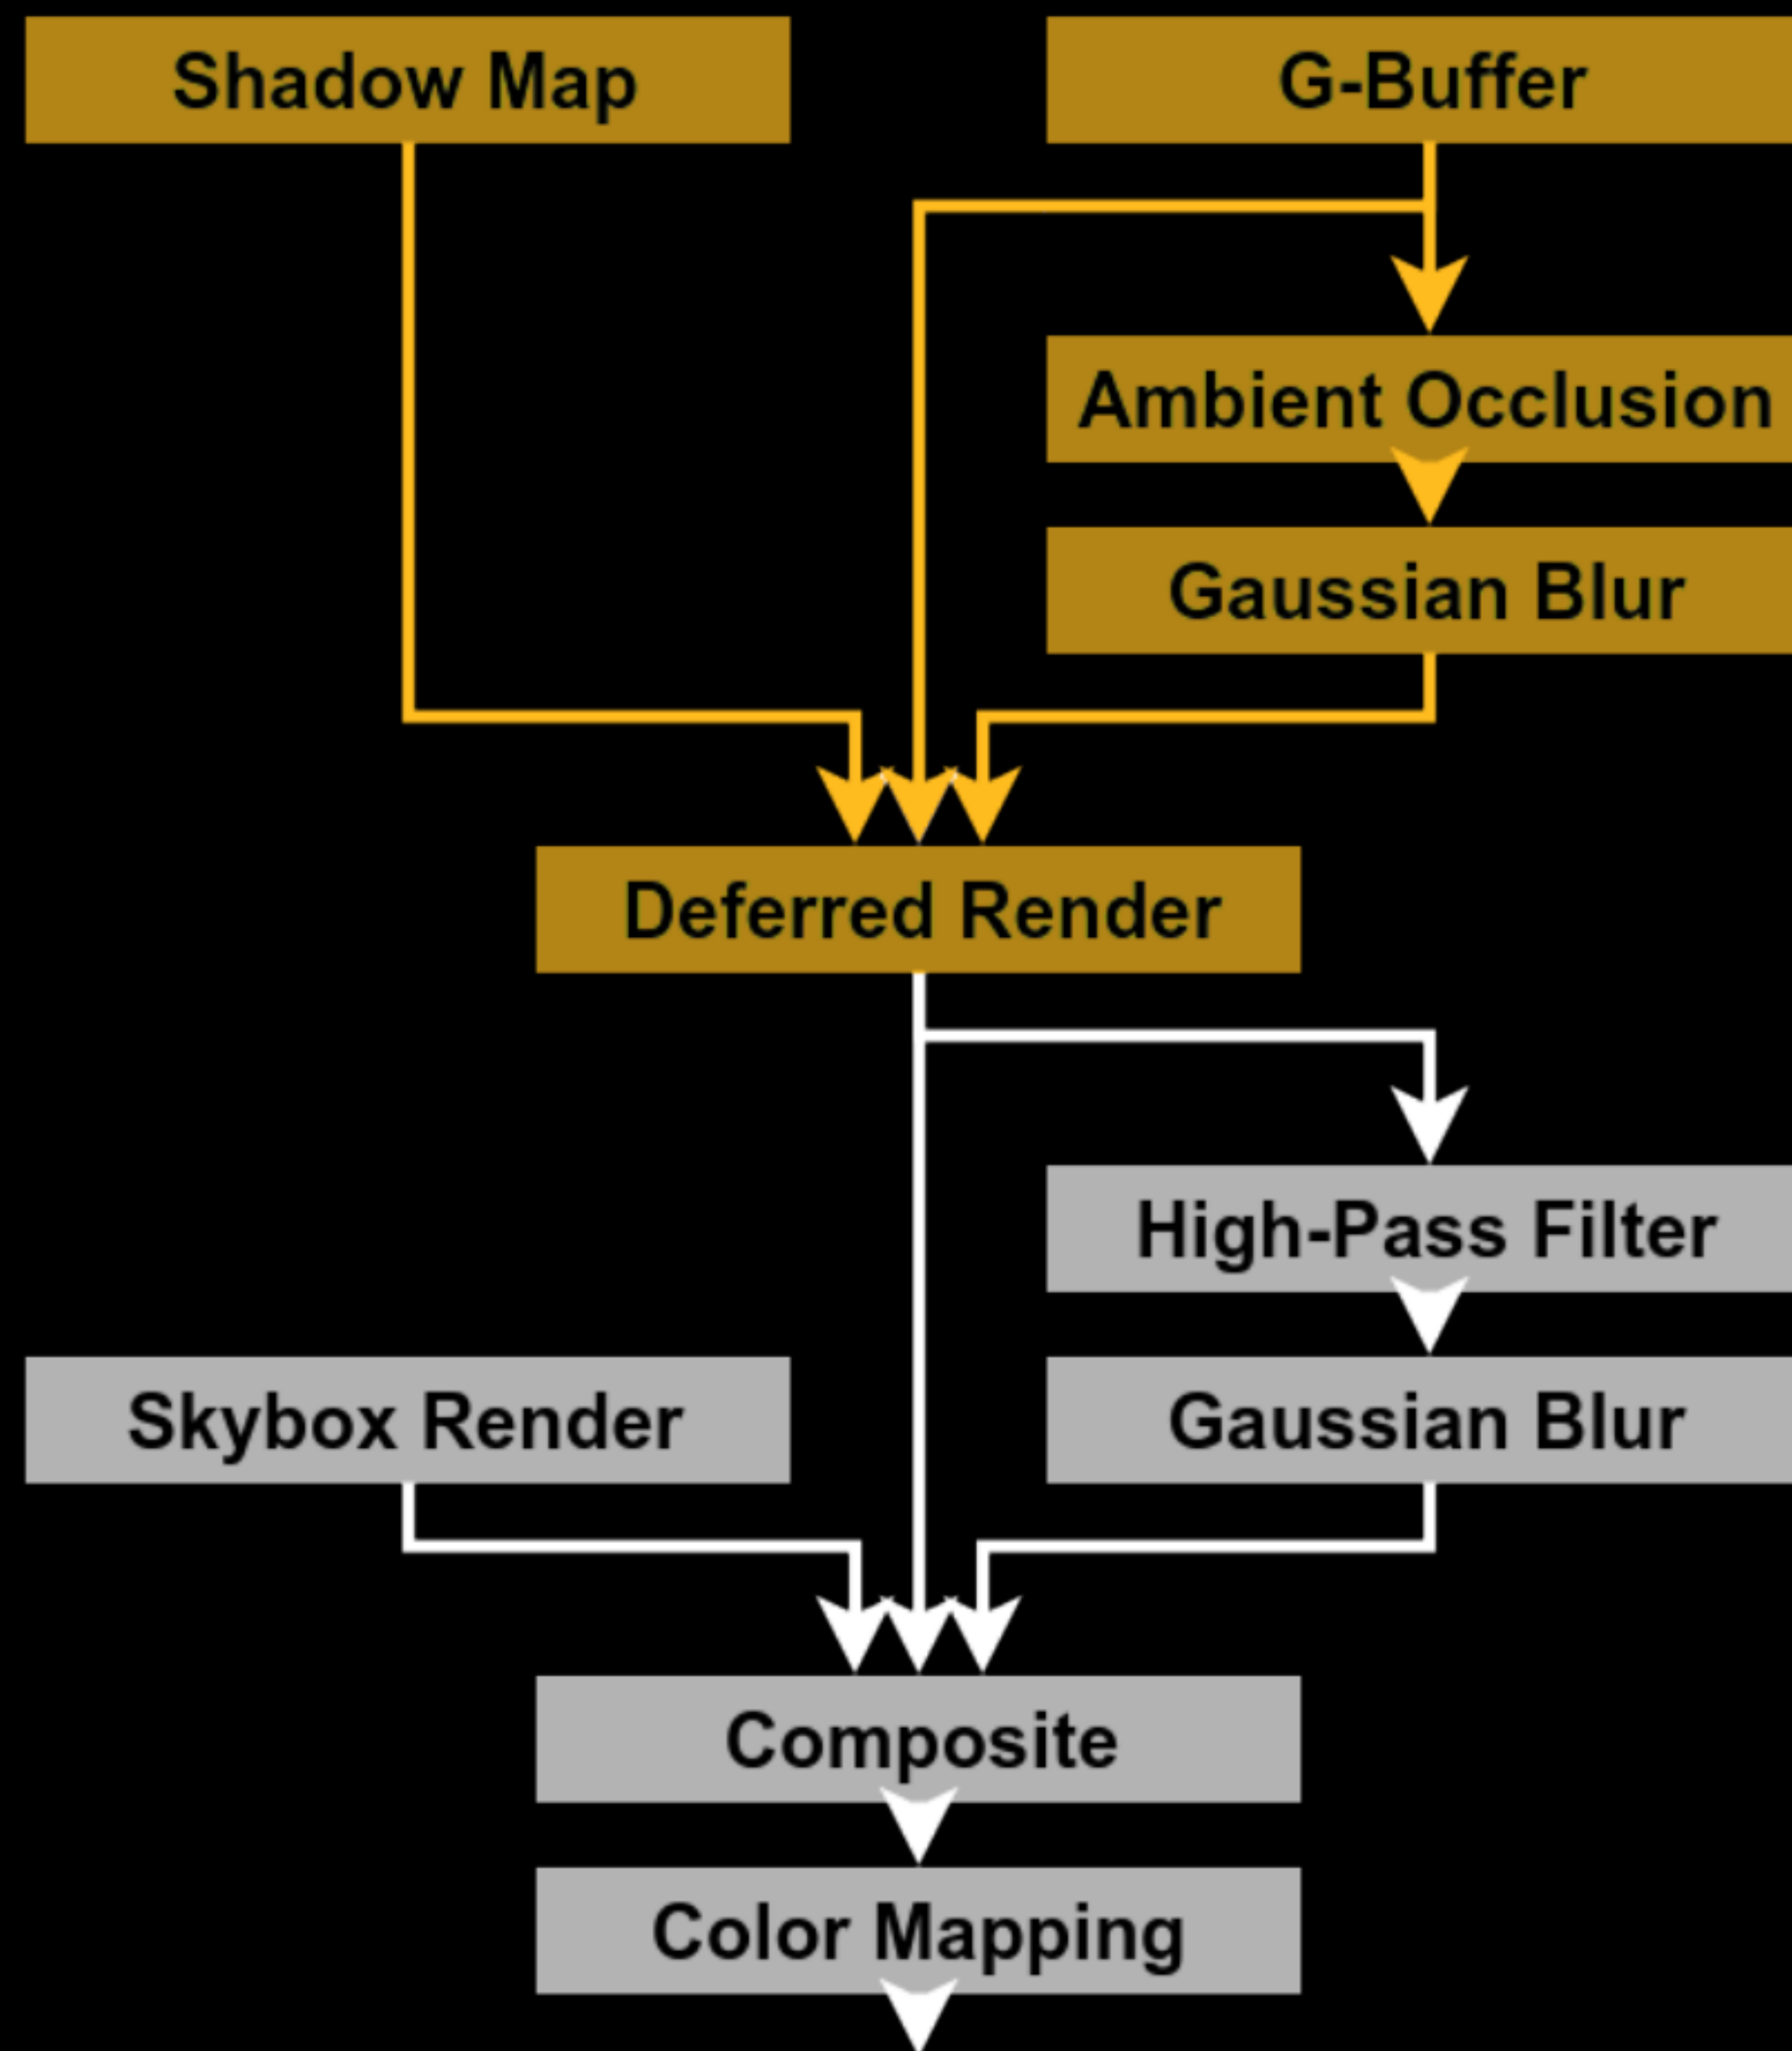 Shadow Map
G-Buffer
Ambient Occlusion
Gaussian Blur
Deferred Render
High-Pass Filter
Skybox Render
Gaussian Blur
Composite
Color Mapping